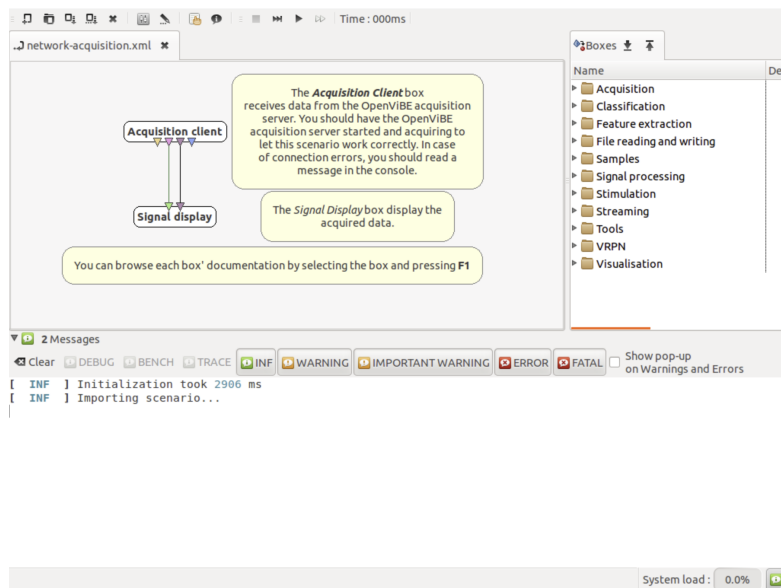 Time : 000ms
network-acquisition.xml
Boxes
Name
De
Acquisition client
Signal display
The Acquisition Client box
receives data from the OpenViBE acquisition
server. You should have the OpenViBE
acquisition server started and acquiring to
let this scenario work correctly. In case
of connection errors, you should read a
message in the console.
The Signal Display box display the
acquired data.
You can browse each box' documentation by selecting the box and pressing F1
Acquisition
Classification
Feature extraction
File reading and writing
Samples
Signal processing
Stimulation
Streaming
Tools
VRPN
Visualisation
2 Messages
Clear DEBUG BENCH TRACE INF WARNING IMPORTANT WARNING ERROR FATAL Show pop-up
on Warnings and Errors
[ INF ] Initialization took 2906 ms
[ INF ] Importing scenario...
System load : 0.0%